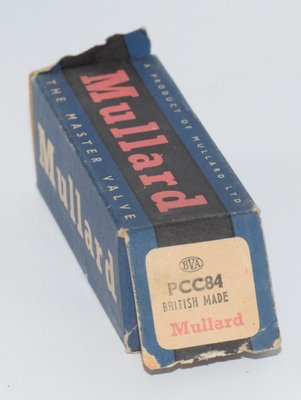 A PRODUCT OF MULLARD LTD.
Mullard
THE MASTER VALVE
Mullard
BVA
PCC84
BRITISH MADE
Mullard